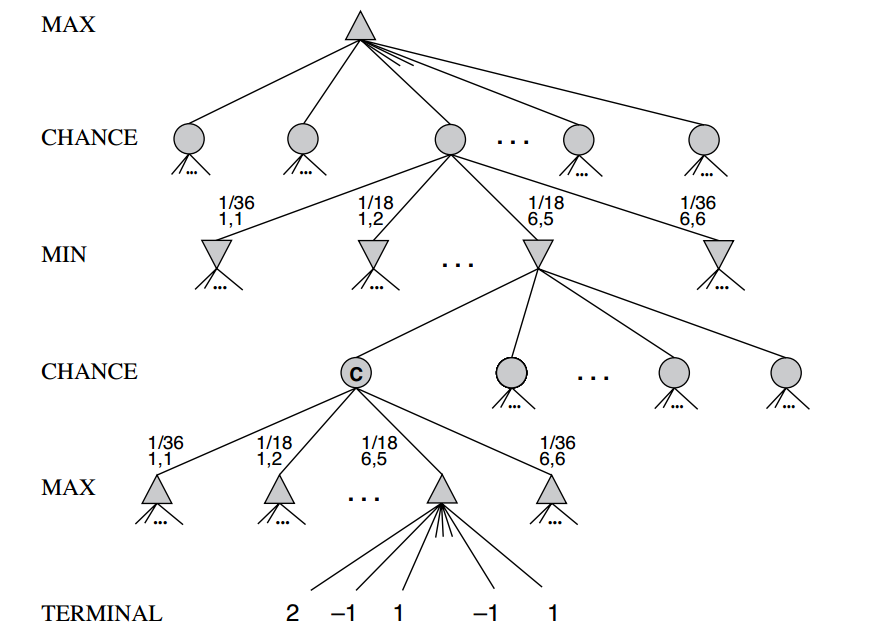 MAX
CHANCE
...
... ... ... ... ...
1/36 1/18 1/18 1/36
1,1 1,2 6,5 6,6
MIN
...
... ... ...
CHANCE
C
...
... ... ...
1/36 1/18 1/18 1/36
1,1 1,2 6,5 6,6
MAX
...
... ... ...
TERMINAL 2 –1 1 –1 1